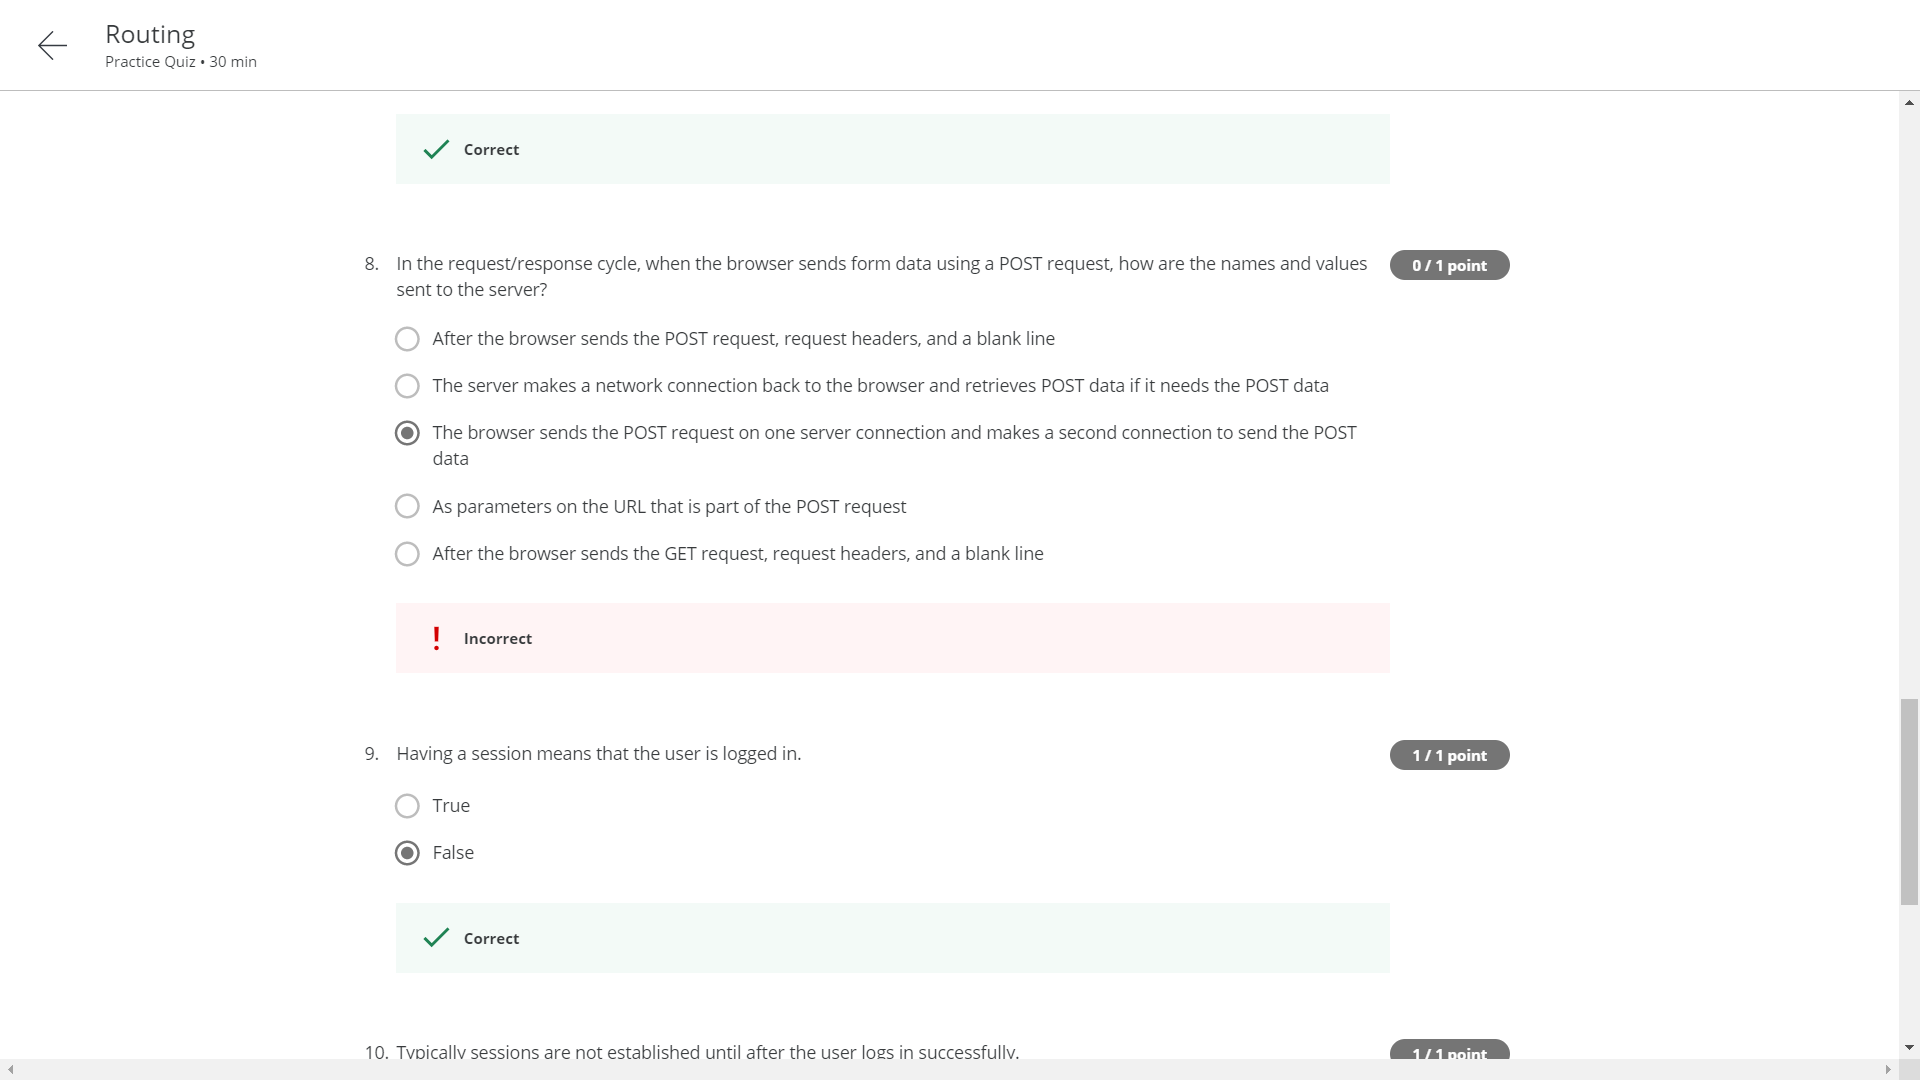 Routing
Practice Quiz • 30 min
Correct
8. In the request/response cycle, when the browser sends form data using a POST request, how are the names and values
sent to the server?
0 / 1 point
After the browser sends the POST request, request headers, and a blank line
The server makes a network connection back to the browser and retrieves POST data if it needs the POST data
The browser sends the POST request on one server connection and makes a second connection to send the POST
data
As parameters on the URL that is part of the POST request
After the browser sends the GET request, request headers, and a blank line
! Incorrect
9. Having a session means that the user is logged in.
1 / 1 point
True
False
Correct
10. Typically sessions are not established until after the user logs in successfully.
1 / 1 point